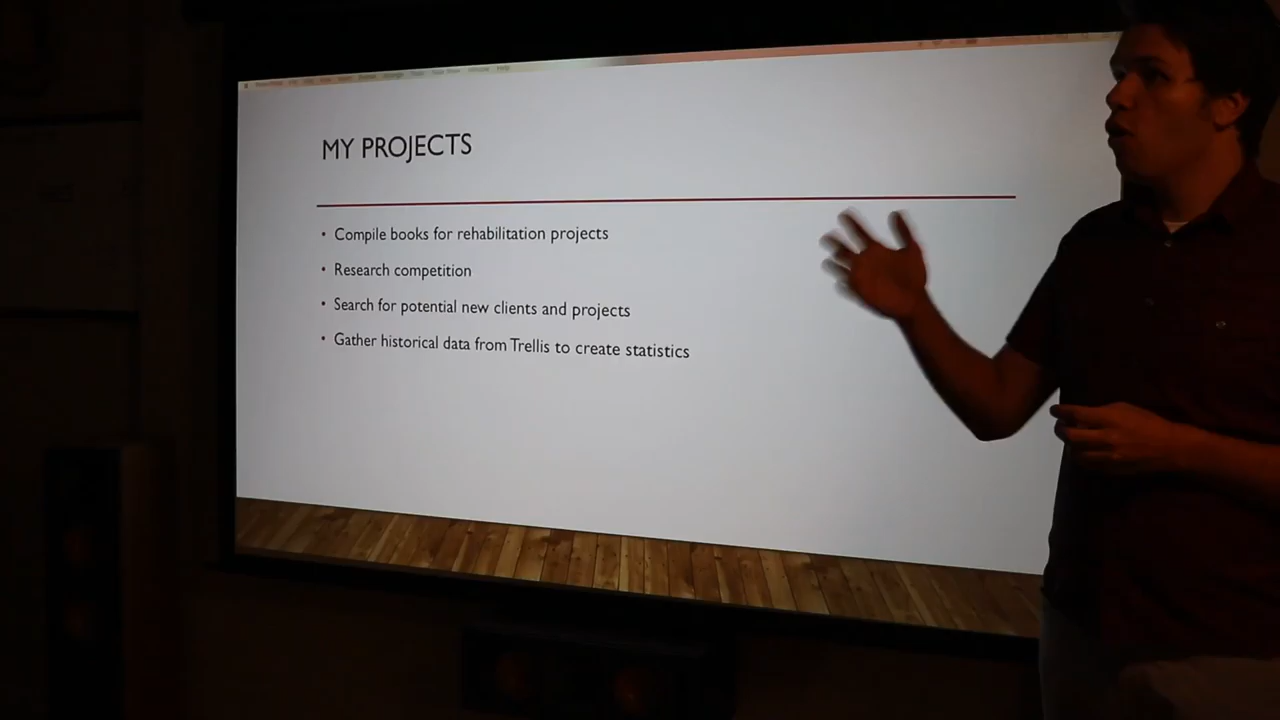 MY PROJECTS
• Compile books for rehabilitation projects
• Research competition
• Search for potential new clients and projects
• Gather historical data from Trellis to create statistics